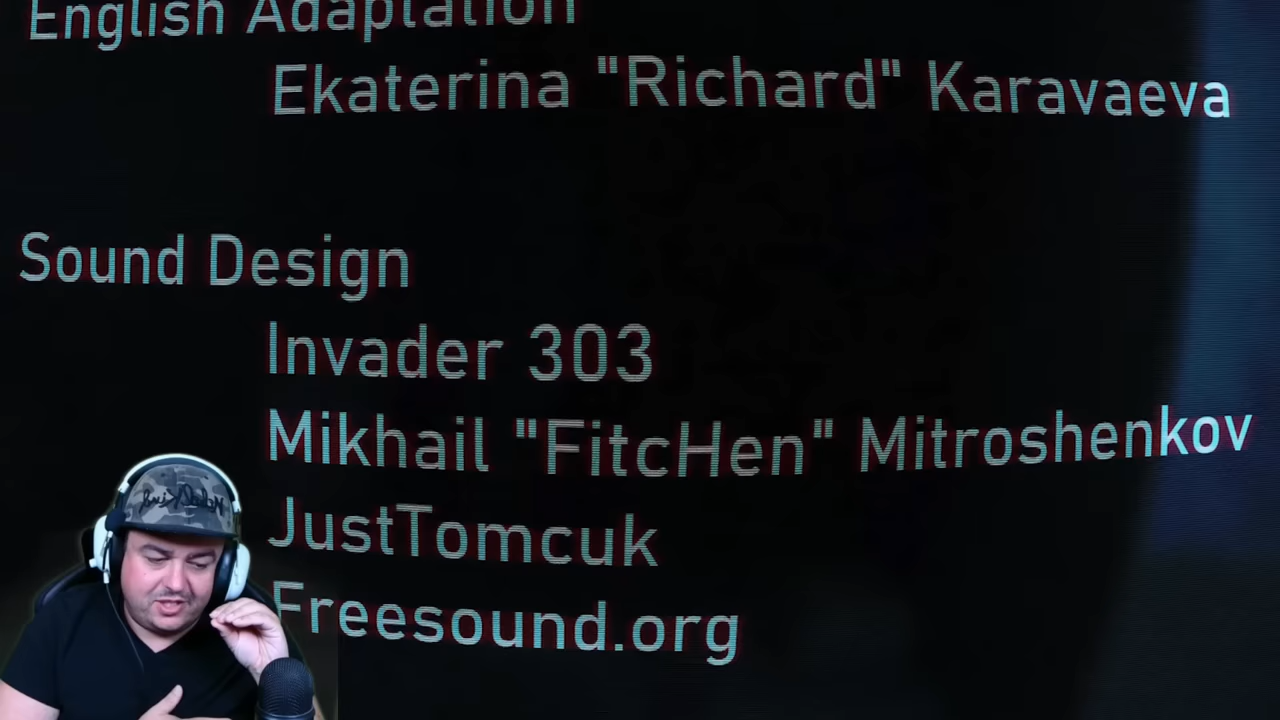 English Adaptation
Ekaterina "Richard" Karavaeva
Sound Design
Invader 303
Mikhail "FitcHen" Mitroshenkov
JustTomcuk
Freesound.org